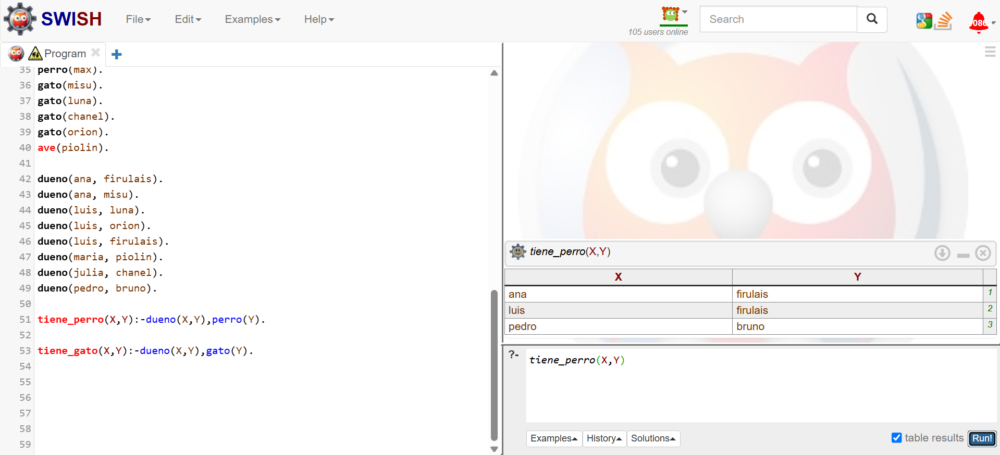 SWISH File Edit Examples Help
105 users online
Search
Program
35 perro(max).
36 gato(misu).
37 gato(luna).
38 gato(chanel).
39 gato(orion).
40 ave(piolin).
41
42 dueno(ana, firulais).
43 dueno(ana, misu).
44 dueno(luis, luna).
45 dueno(luis, orion).
46 dueno(luis, firulais).
47 dueno(maria, piolin).
48 dueno(julia, chanel).
49 dueno(pedro, bruno).
50
51 tiene_perro(X,Y):-dueno(X,Y),perro(Y).
52
53 tiene_gato(X,Y):-dueno(X,Y),gato(Y).
54
55
56
57
58
59
tiene_perro(X,Y)
X Y
ana firulais 1
luis firulais 2
pedro bruno 3
?- tiene_perro(X,Y)
Examples History Solutions table results Run!